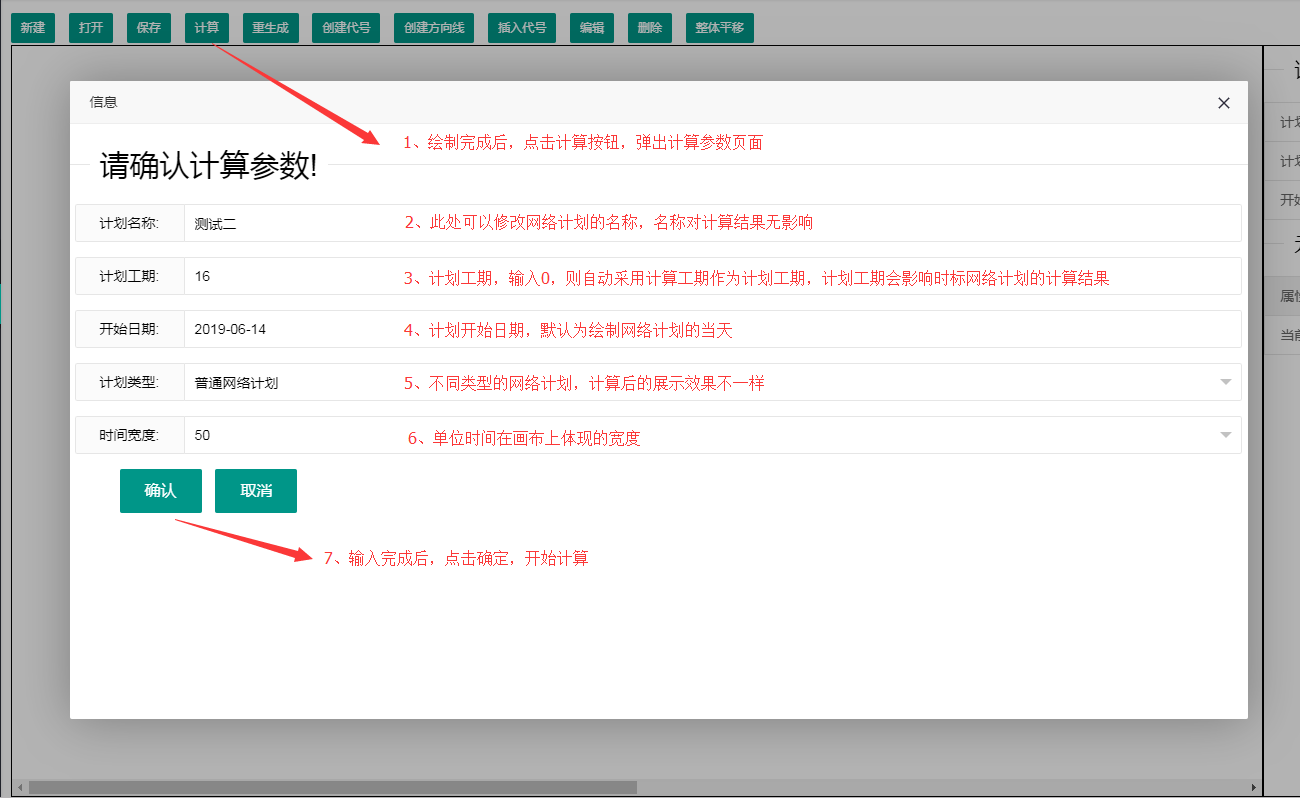 新建 打开 保存 计算 重生成 创建代号 创建方向线 插入代号 编辑 删除 整体平移
信息
1、绘制完成后，点击计算按钮，弹出计算参数页面
请确认计算参数!
计划名称: 测试二 2、此处可以修改网络计划的名称，名称对计算结果无影响
计划工期: 16 3、计划工期，输入0，则自动采用计算工期作为计划工期，计划工期会影响时标网络计划的计算结果
开始日期: 2019-06-14 4、计划开始日期，默认为绘制网络计划的当天
计划类型: 普通网络计划 5、不同类型的网络计划，计算后的展示效果不一样
时间宽度: 50 6、单位时间在画布上体现的宽度
确认 取消
7、输入完成后，点击确定，开始计算
计
计
开
属
当